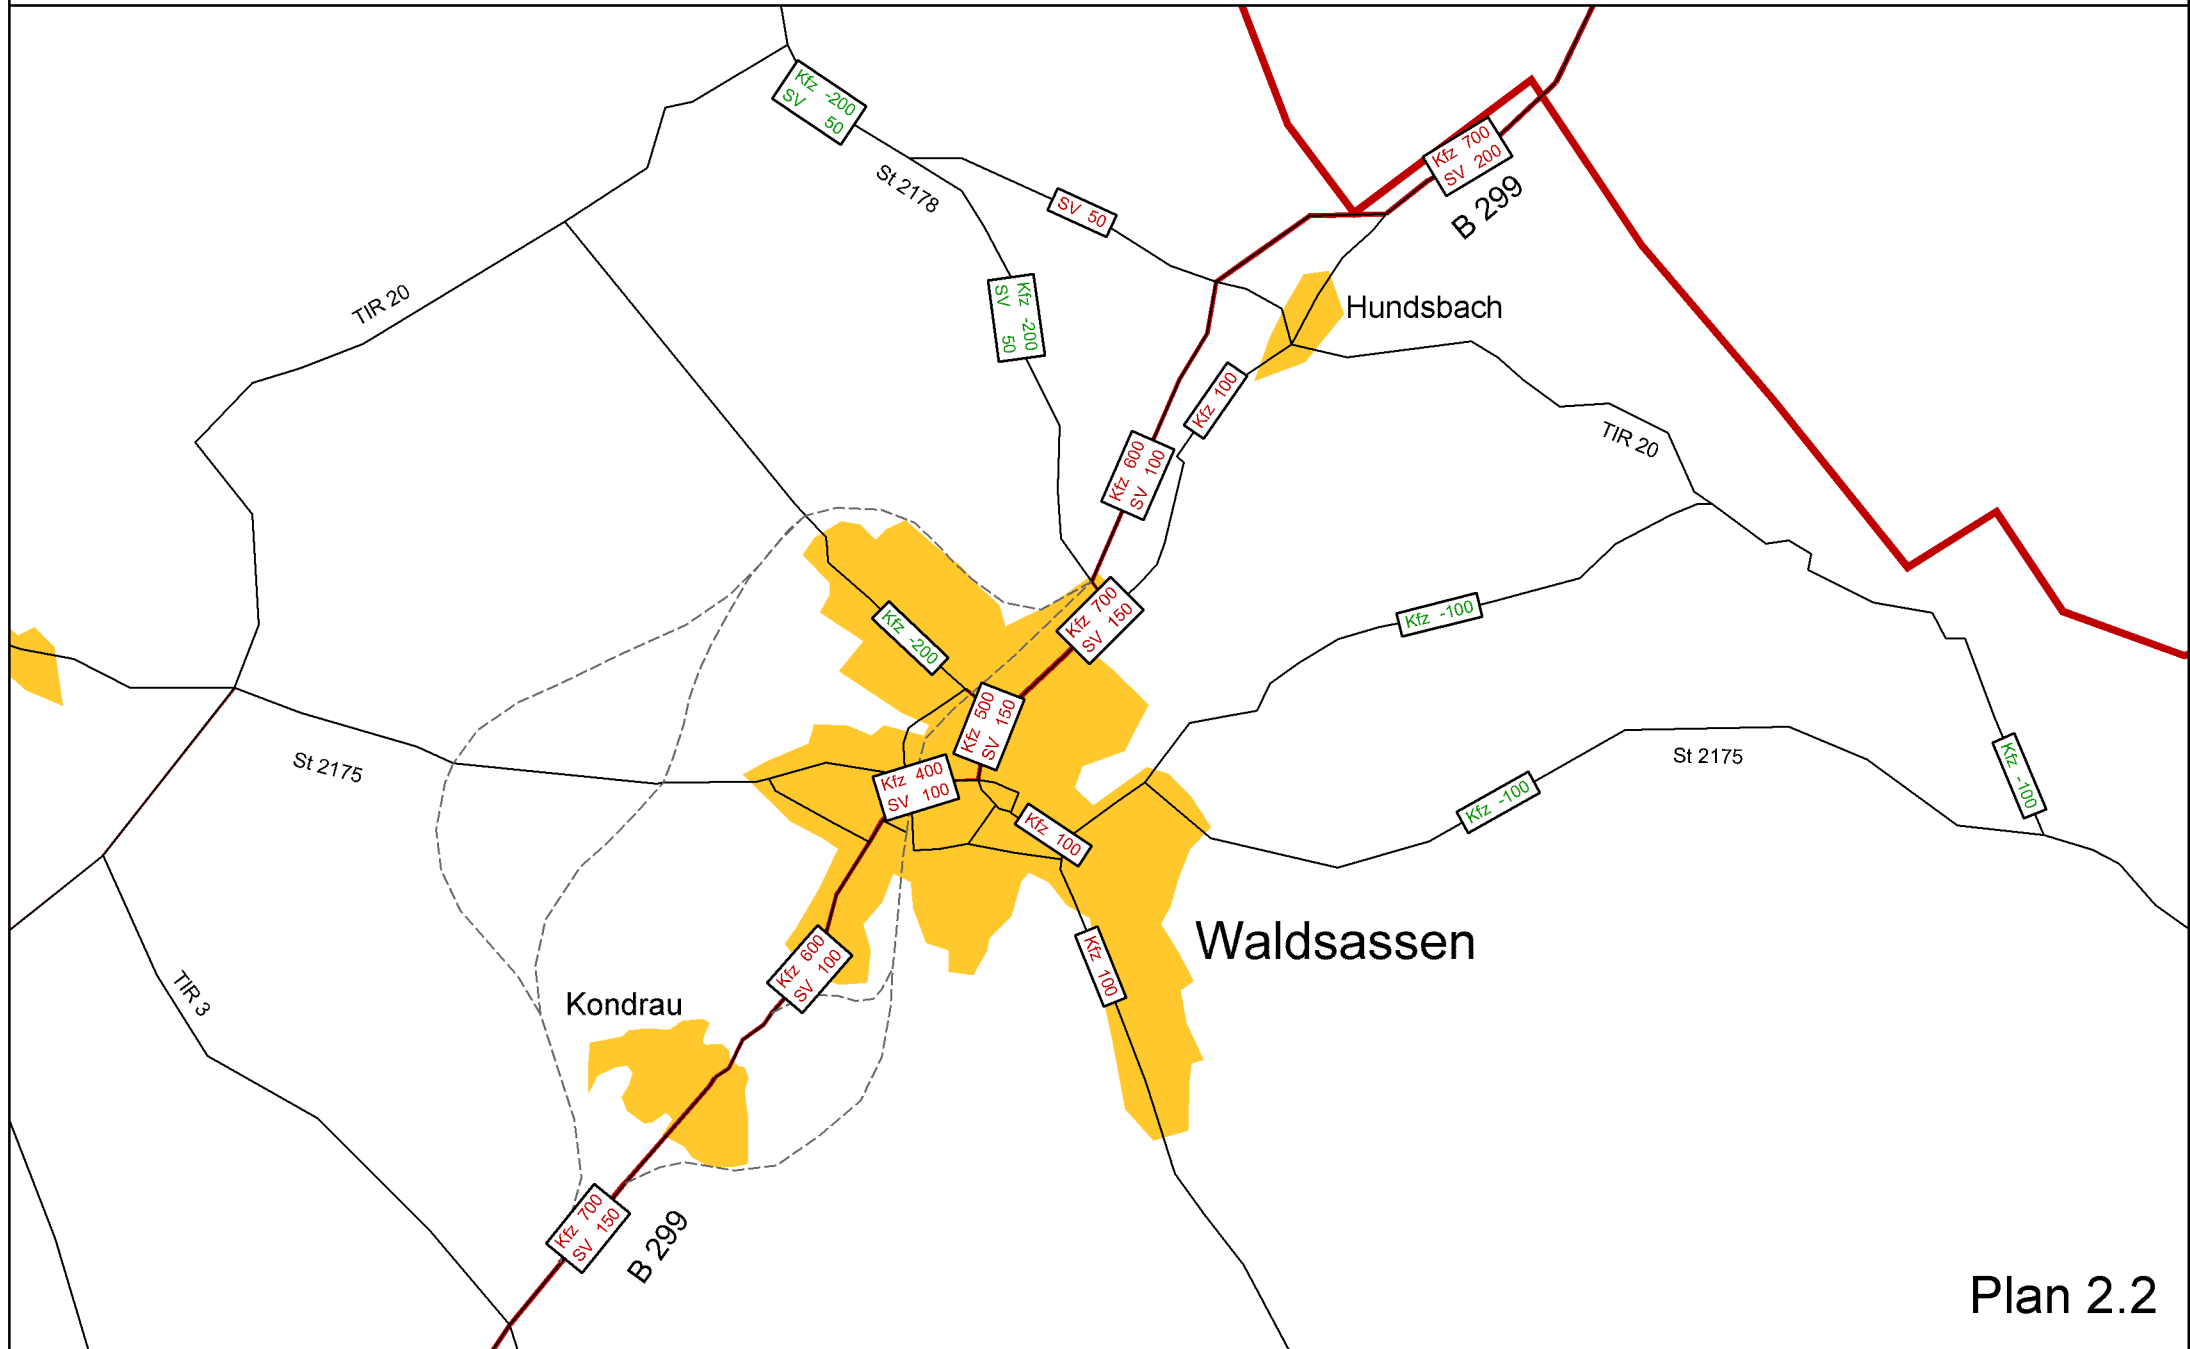 Kfz -200
SV 50
St 2178
SV 50
Kfz 700
SV 200
B 299
TIR 20
Kfz -200
SV 50
Hundsbach
Kfz 100
TIR 20
Kfz 600
SV 100
Kfz -200
Kfz 700
SV 150
Kfz -100
Kfz 500
SV 150
St 2175
Kfz 400
SV 100
Kfz 100
Kfz -100
St 2175
Kfz -100
Waldsassen
Kfz 600
SV 100
Kfz 100
TIR 3
Kondrau
Kfz 700
SV 150
B 299
Plan 2.2